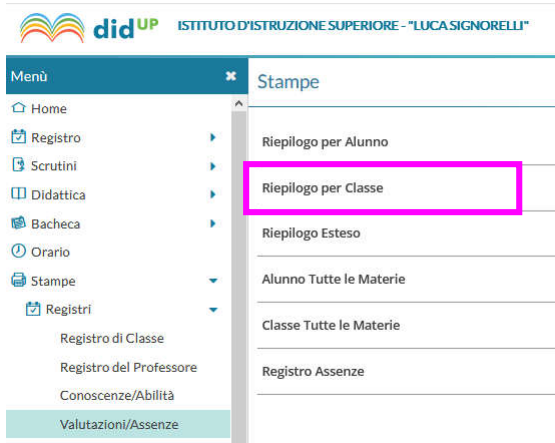 didUP ISTITUTO D'ISTRUZIONE SUPERIORE - "LUCA SIGNORELLI"
Menù
Home
Registro
Scrutini
Didattica
Bacheca
Orario
Stampe
Registri
Registro di Classe
Registro del Professore
Conoscenze/Abilità
Valutazioni/Assenze
Stampe
Riepilogo per Alunno
Riepilogo per Classe
Riepilogo Esteso
Alunno Tutte le Materie
Classe Tutte le Materie
Registro Assenze